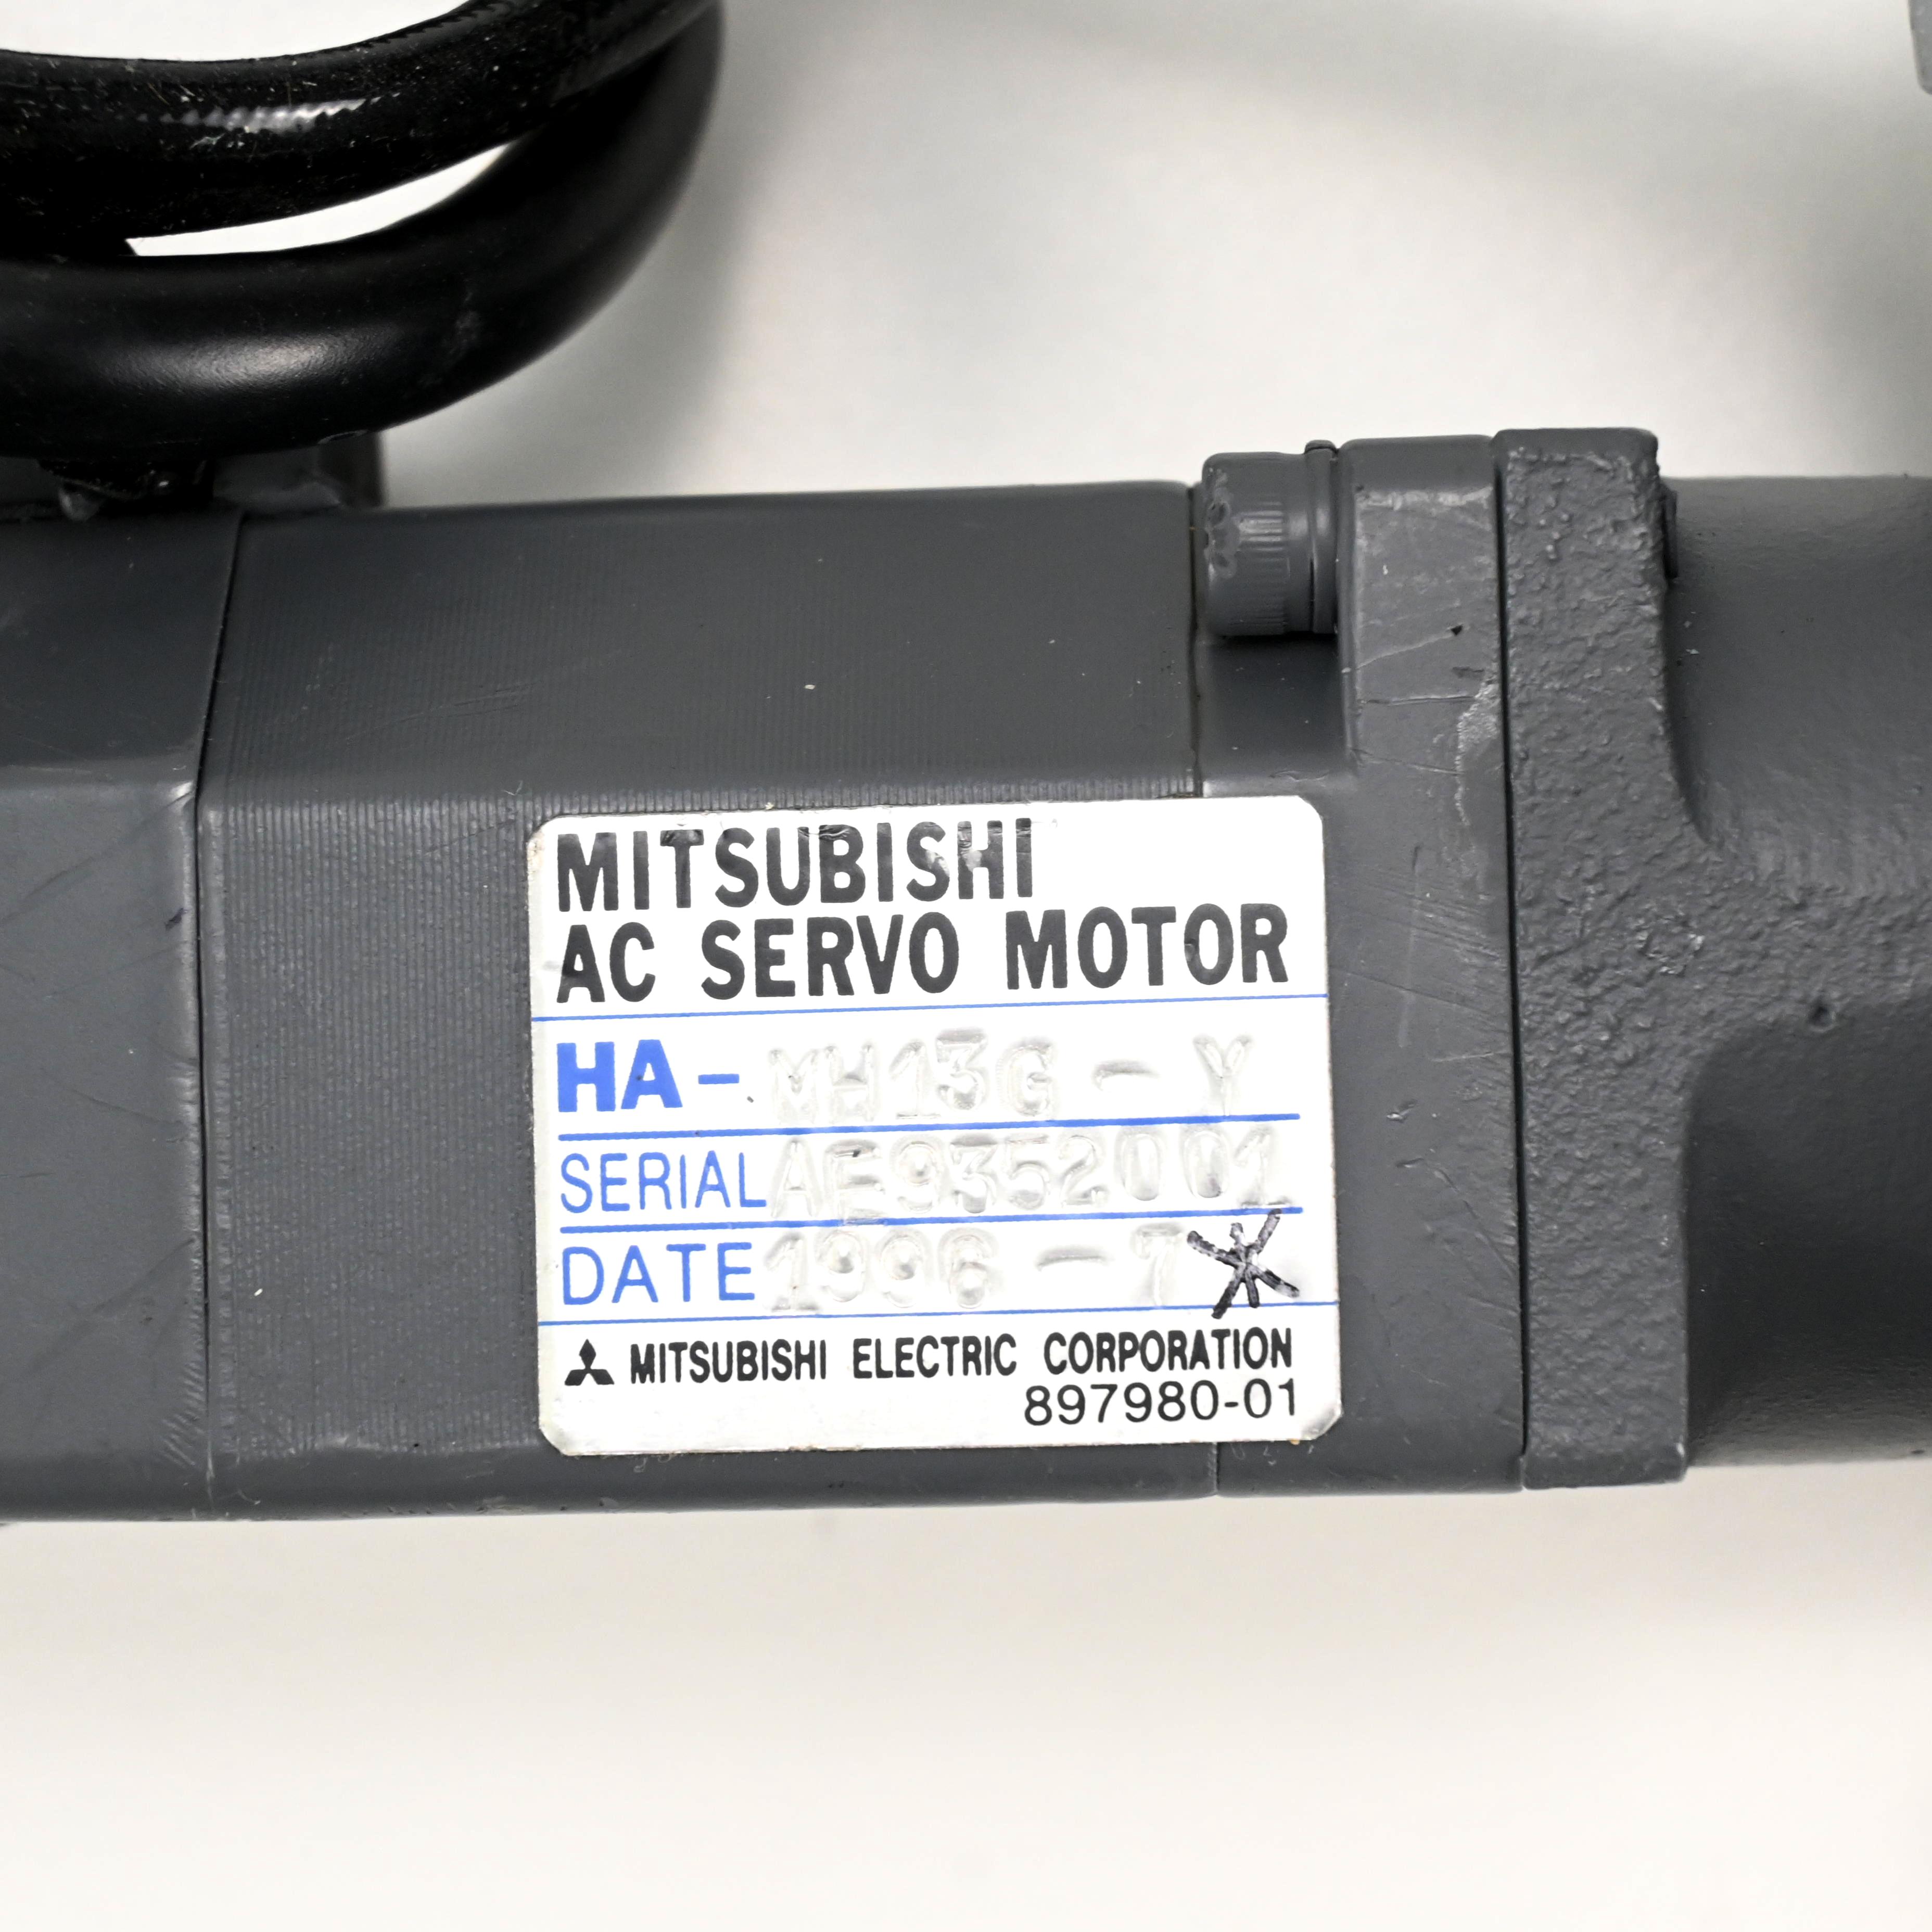 MITSUBISHI
AC SERVO MOTOR
HA-MH13G-Y
SERIAL AE9352001
DATE 1996-7
MITSUBISHI ELECTRIC CORPORATION
897980-01